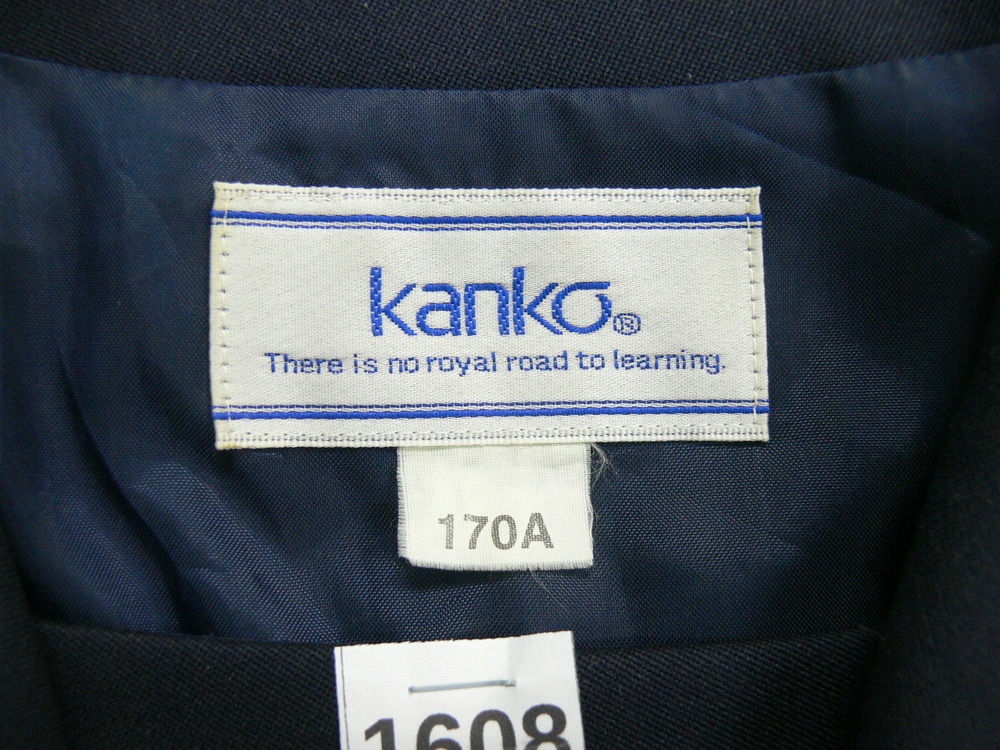 kanko®
There is no royal road to learning.
170A
1608